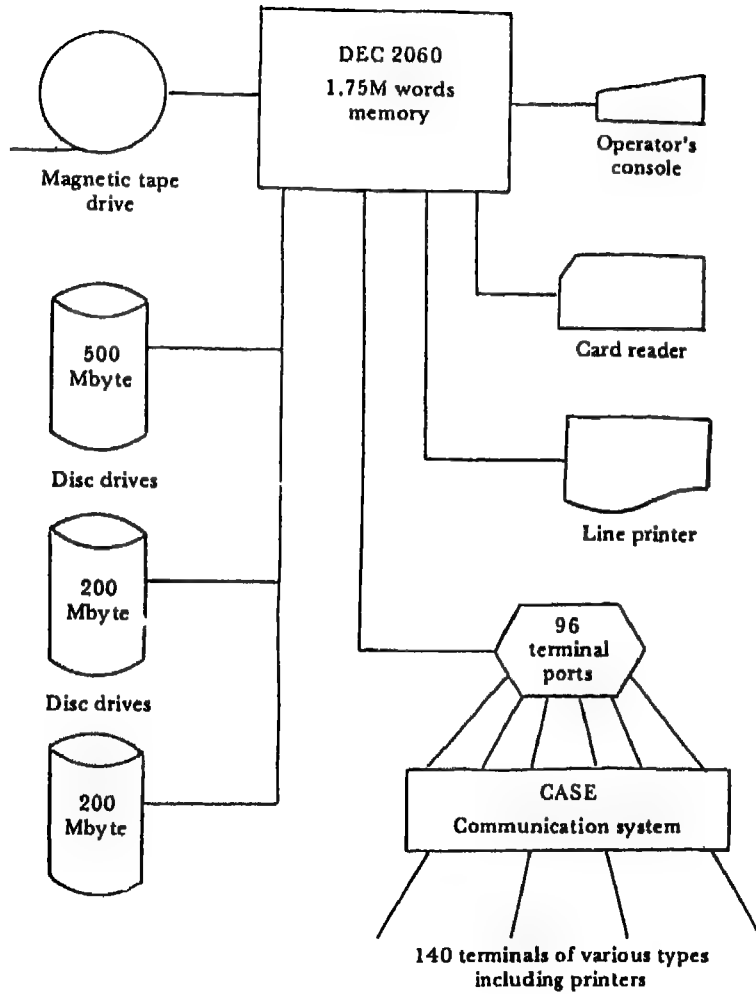 DEC 2060
1.75M words
memory
Magnetic tape
drive
Operator's
console
Card reader
500
Mbyte
Disc drives
Line printer
200
Mbyte
Disc drives
96
terminal
ports
200
Mbyte
CASE
Communication system
140 terminals of various types
including printers